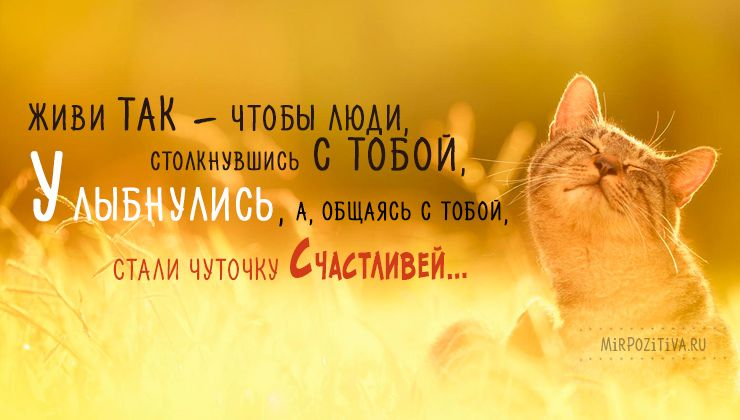 живи ТАК – чтобы люди,
столкнувшись с тобой,
Улыбнулись, а, общаясь с тобой,
стали чуточку Счастливей...
MiRPOZiTiVA.RU